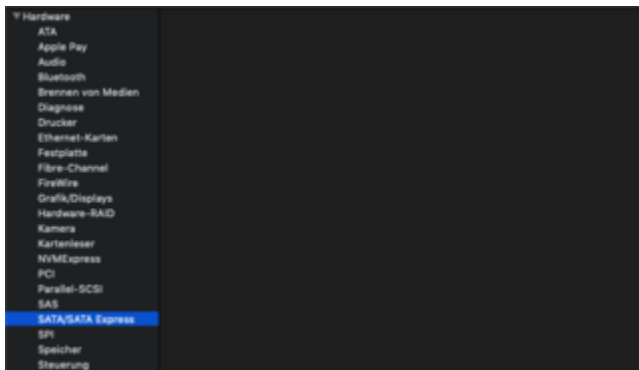 Hardware
ATA
Apple Pay
Audio
Bluetooth
Brennen von Medien
Diagnose
Drucker
Ethernet-Karten
Festplatte
Fibre-Channel
FireWire
Grafik/Displays
Hardware-RAID
Kamera
Kartenleser
NVMExpress
PCI
Parallel-SCSI
SAS
SATA/SATA Express
SPI
Speicher
Steuerung